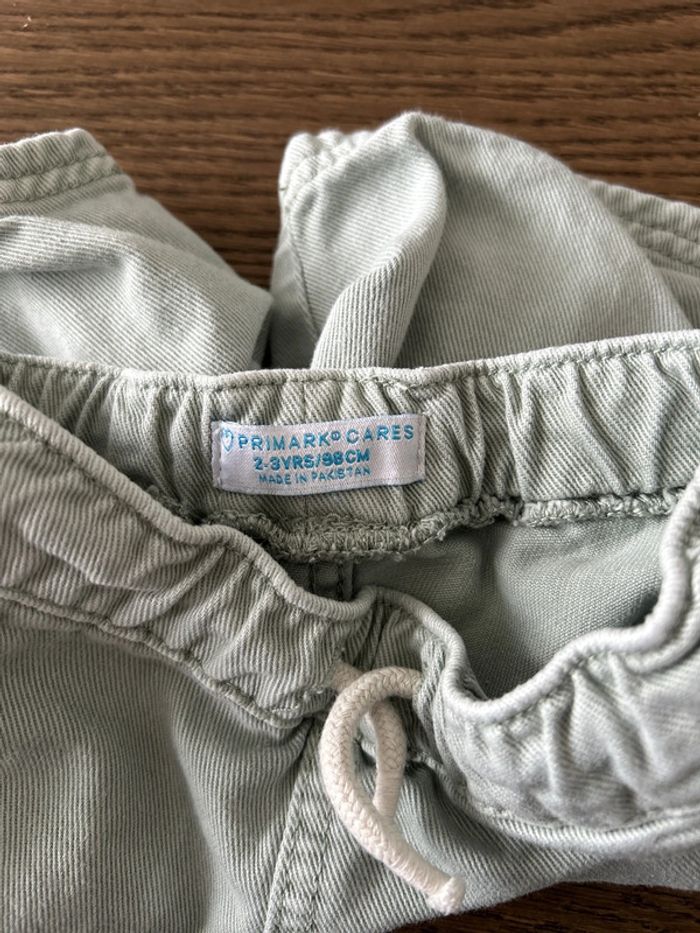 PRIMARK® CARES
2-3YRS/98CM
MADE IN PAKISTAN